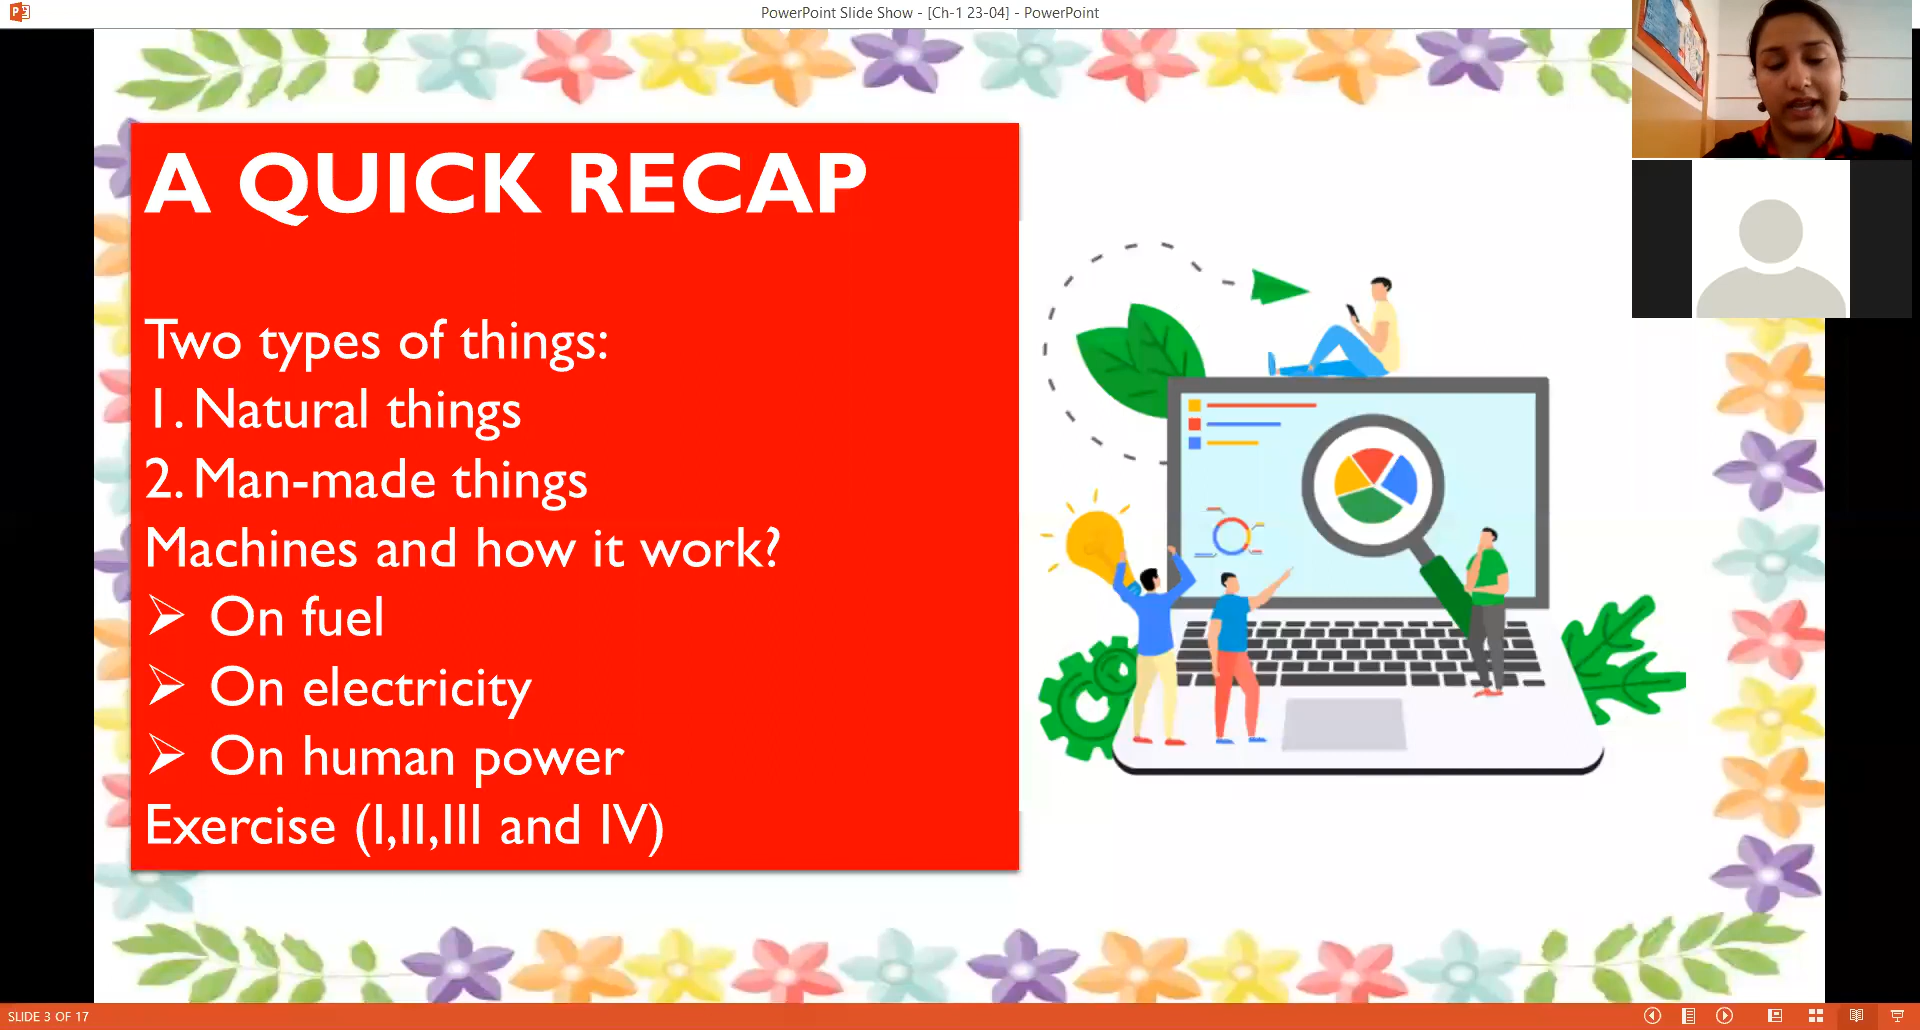 PowerPoint Slide Show - [Ch-1 23-04] - PowerPoint
A QUICK RECAP
Two types of things:
1. Natural things
2. Man-made things
Machines and how it work?
➢ On fuel
➢ On electricity
➢ On human power
Exercise (I,II,III and IV)
SLIDE 3 OF 17